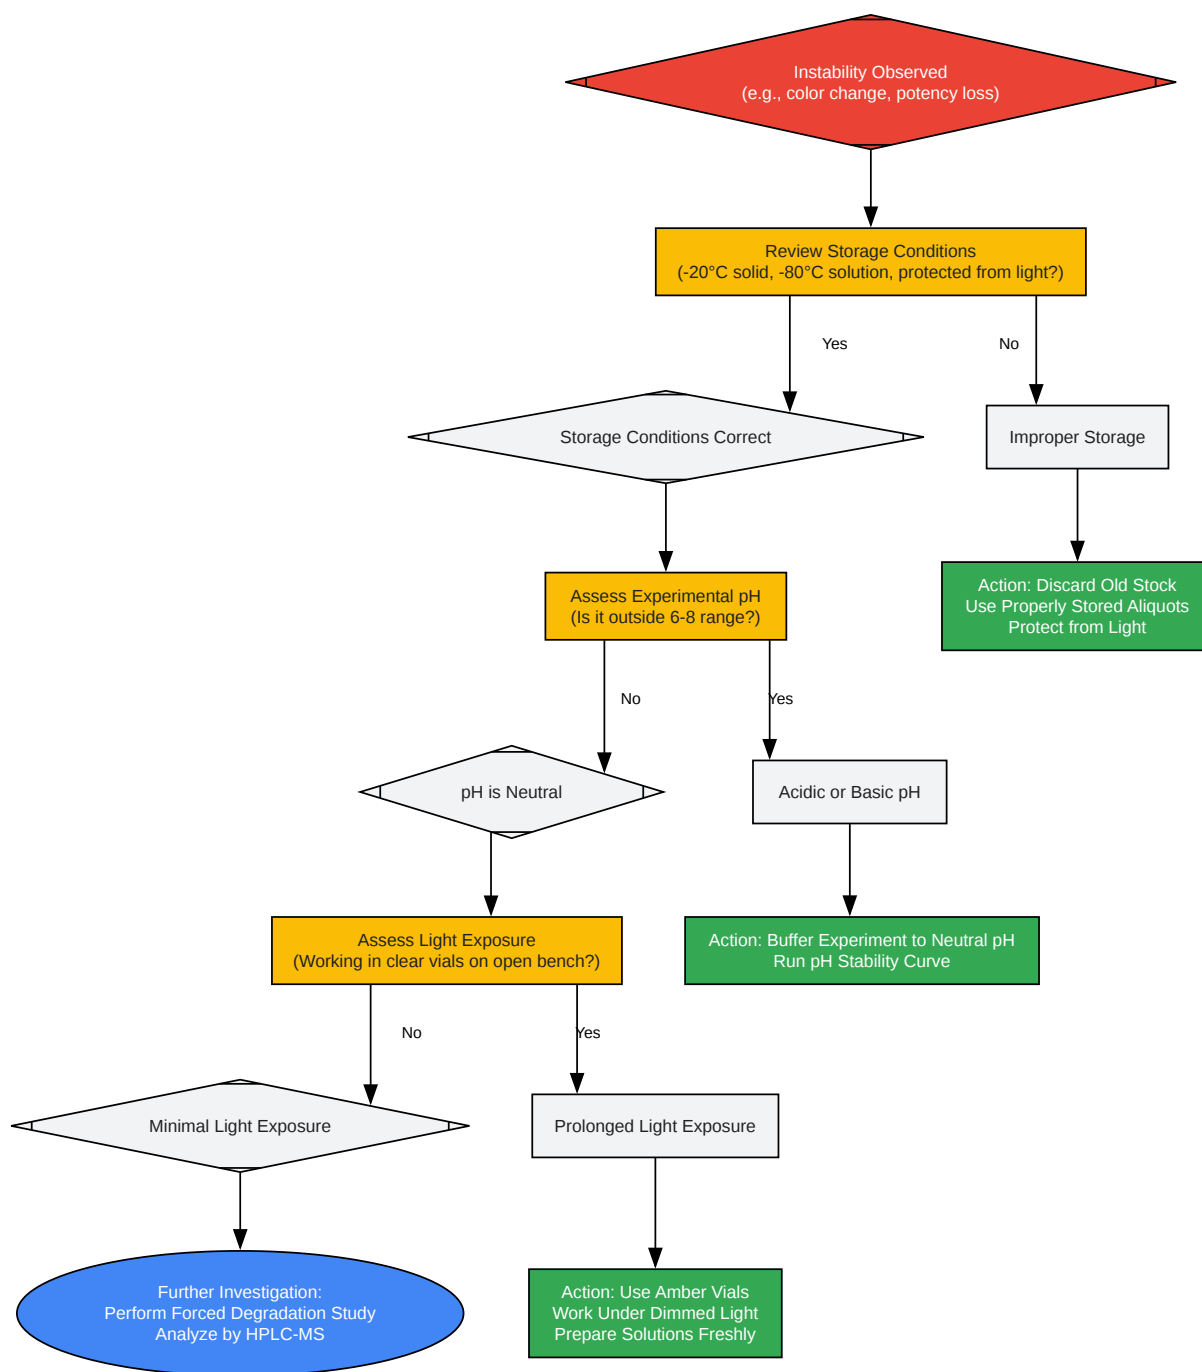 Instability Observed
(e.g., color change, potency loss)
Review Storage Conditions
(-20°C solid, -80°C solution, protected from light?)
Yes
No
Storage Conditions Correct
Improper Storage
Assess Experimental pH
(Is it outside 6-8 range?)
Action: Discard Old Stock
Use Properly Stored Aliquots
Protect from Light
No
Yes
pH is Neutral
Acidic or Basic pH
Assess Light Exposure
(Working in clear vials on open bench?)
Action: Buffer Experiment to Neutral pH
Run pH Stability Curve
No
Yes
Minimal Light Exposure
Prolonged Light Exposure
Further Investigation:
Perform Forced Degradation Study
Analyze by HPLC-MS
Action: Use Amber Vials
Work Under Dimmed Light
Prepare Solutions Freshly